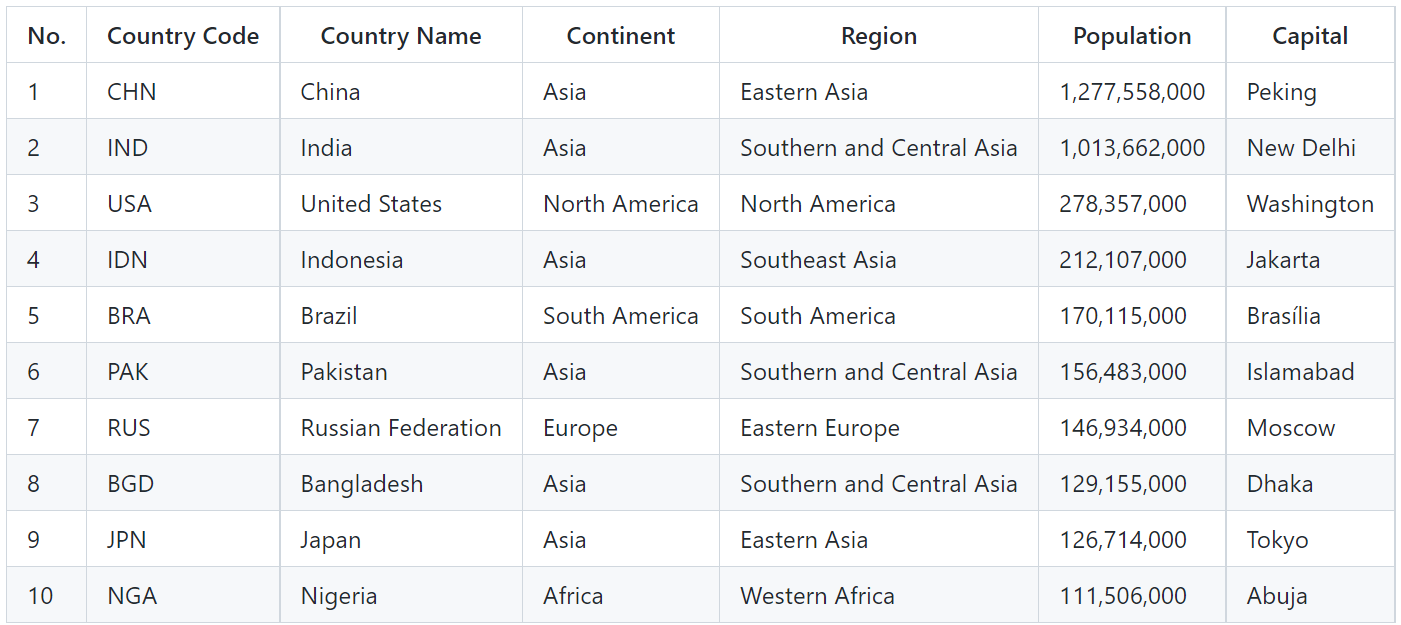 No. Country Code Country Name Continent Region Population Capital
1 CHN China Asia Eastern Asia 1,277,558,000 Peking
2 IND India Asia Southern and Central Asia 1,013,662,000 New Delhi
3 USA United States North America North America 278,357,000 Washington
4 IDN Indonesia Asia Southeast Asia 212,107,000 Jakarta
5 BRA Brazil South America South America 170,115,000 Brasília
6 PAK Pakistan Asia Southern and Central Asia 156,483,000 Islamabad
7 RUS Russian Federation Europe Eastern Europe 146,934,000 Moscow
8 BGD Bangladesh Asia Southern and Central Asia 129,155,000 Dhaka
9 JPN Japan Asia Eastern Asia 126,714,000 Tokyo
10 NGA Nigeria Africa Western Africa 111,506,000 Abuja